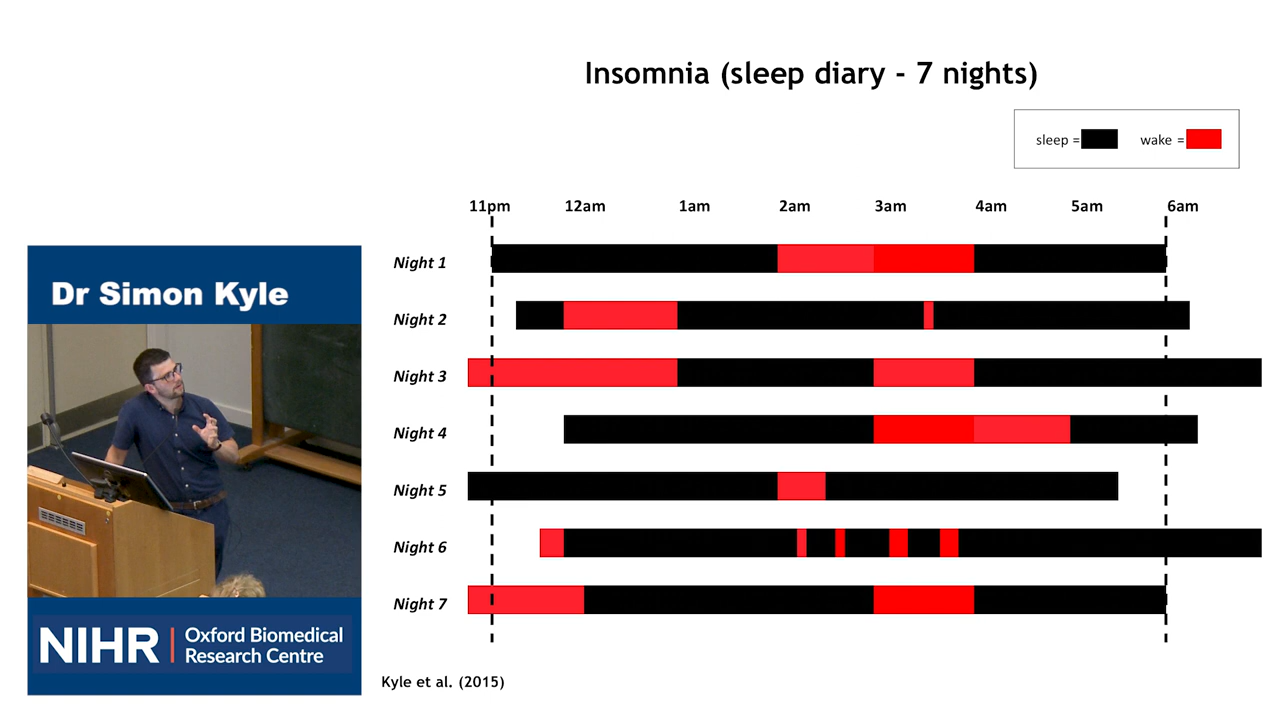 Insomnia (sleep diary - 7 nights)
sleep =
wake =
11pm 12am 1am 2am 3am 4am 5am 6am
Night 1
Night 2
Night 3
Night 4
Night 5
Night 6
Night 7
Kyle et al. (2015)
Dr Simon Kyle
NIHR | Oxford Biomedical
Research Centre